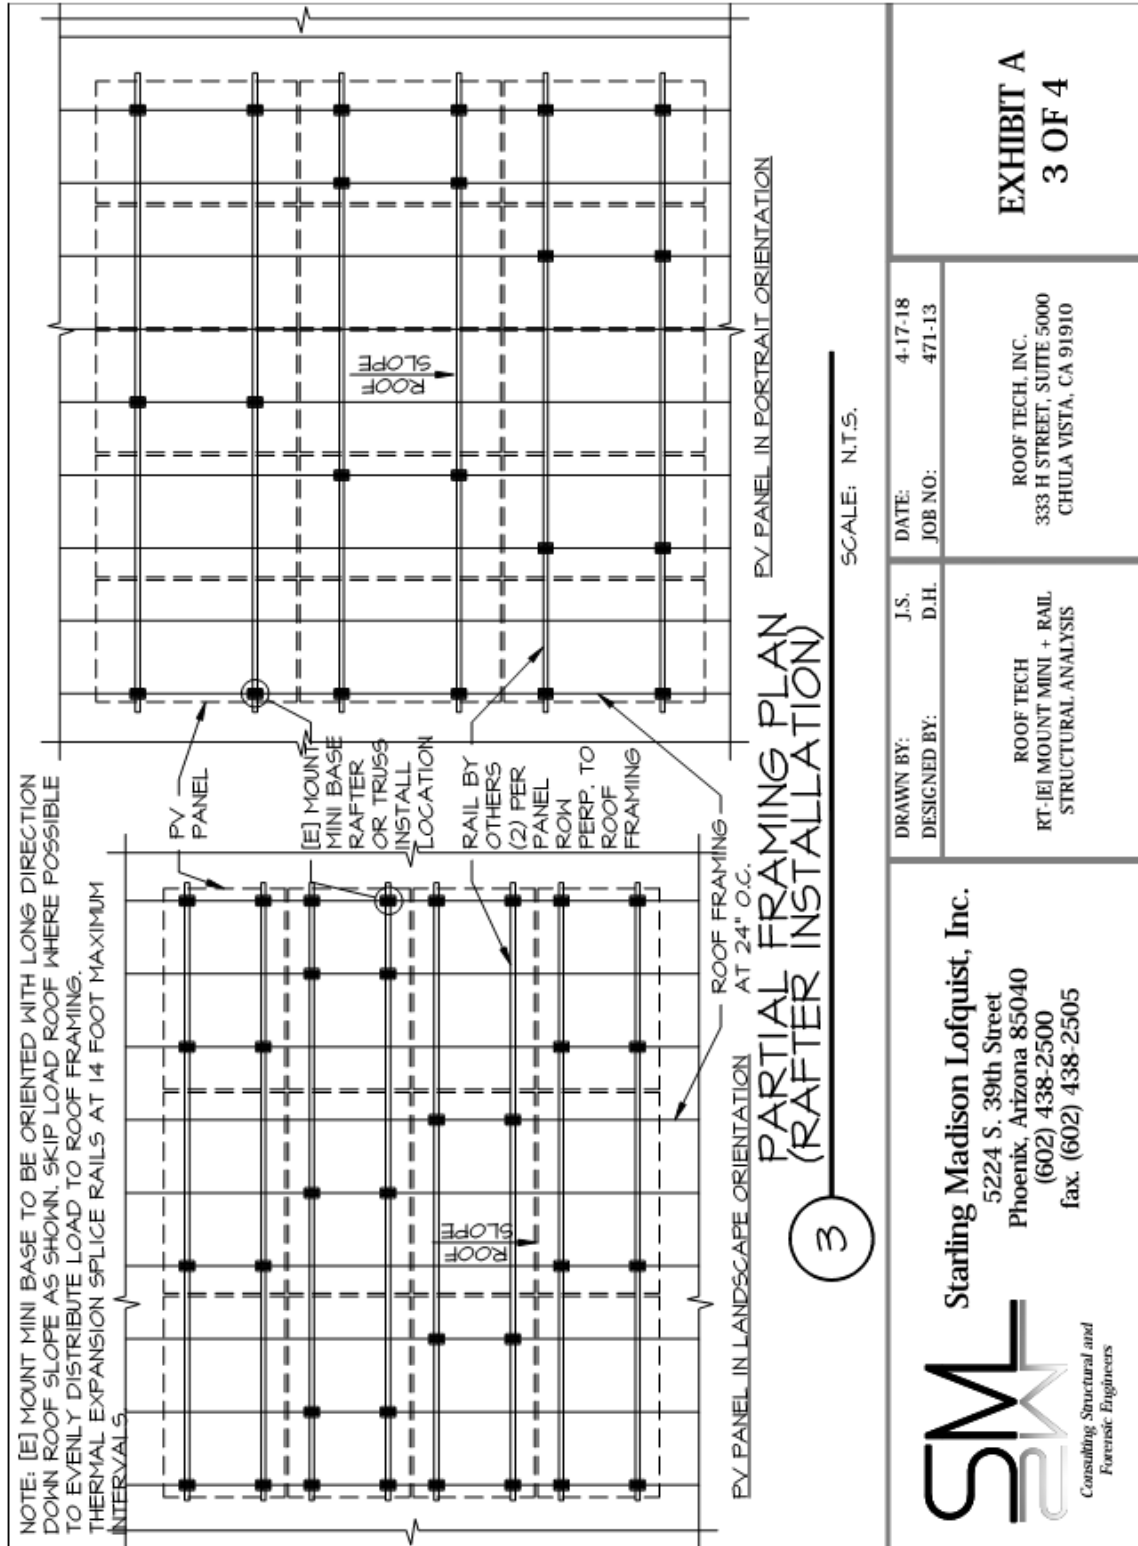 NOTE: [E] MOUNT MINI BASE TO BE ORIENTED WITH LONG DIRECTION
DOWN ROOF SLOPE AS SHOWN. SKIP LOAD ROOF WHERE POSSIBLE
TO EVENLY DISTRIBUTE LOAD TO ROOF FRAMING.
THERMAL EXPANSION SPLICE RAILS AT 14 FOOT MAXIMUM
INTERVALS.
PV
PANEL
[E] MOUNT
MINI BASE
RAFTER
OR TRUSS
INSTALL
LOCATION
RAIL BY
OTHERS
(2) PER
PANEL
ROW
PERP. TO
ROOF
FRAMING
ROOF FRAMING
AT 24" O.C.
ROOF
SLOPE
ROOF
SLOPE
PV PANEL IN LANDSCAPE ORIENTATION
PV PANEL IN PORTRAIT ORIENTATION
3
PARTIAL FRAMING PLAN
(RAFTER INSTALLATION)
SCALE: N.T.S.
SML
Consulting Structural and
Forensic Engineers
Starling Madison Lofquist, Inc.
5224 S. 39th Street
Phoenix, Arizona 85040
(602) 438-2500
fax. (602) 438-2505
DRAWN BY: J.S.
DESIGNED BY: D.H.
DATE: 4-17-18
JOB NO: 471-13
ROOF TECH
RT-[E] MOUNT MINI + RAIL
STRUCTURAL ANALYSIS
ROOF TECH, INC.
333 H STREET, SUITE 5000
CHULA VISTA, CA 91910
EXHIBIT A
3 OF 4